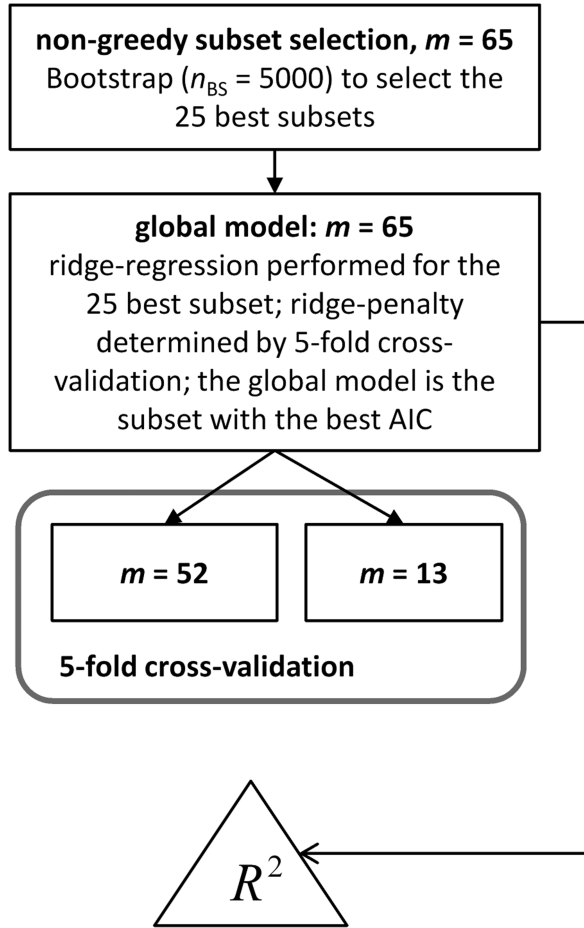 non-greedy subset selection, m = 65
Bootstrap (nBS = 5000) to select the
25 best subsets
global model: m = 65
ridge-regression performed for the
25 best subset; ridge-penalty
determined by 5-fold cross-
validation; the global model is the
subset with the best AIC
m = 52
m = 13
5-fold cross-validation
R²